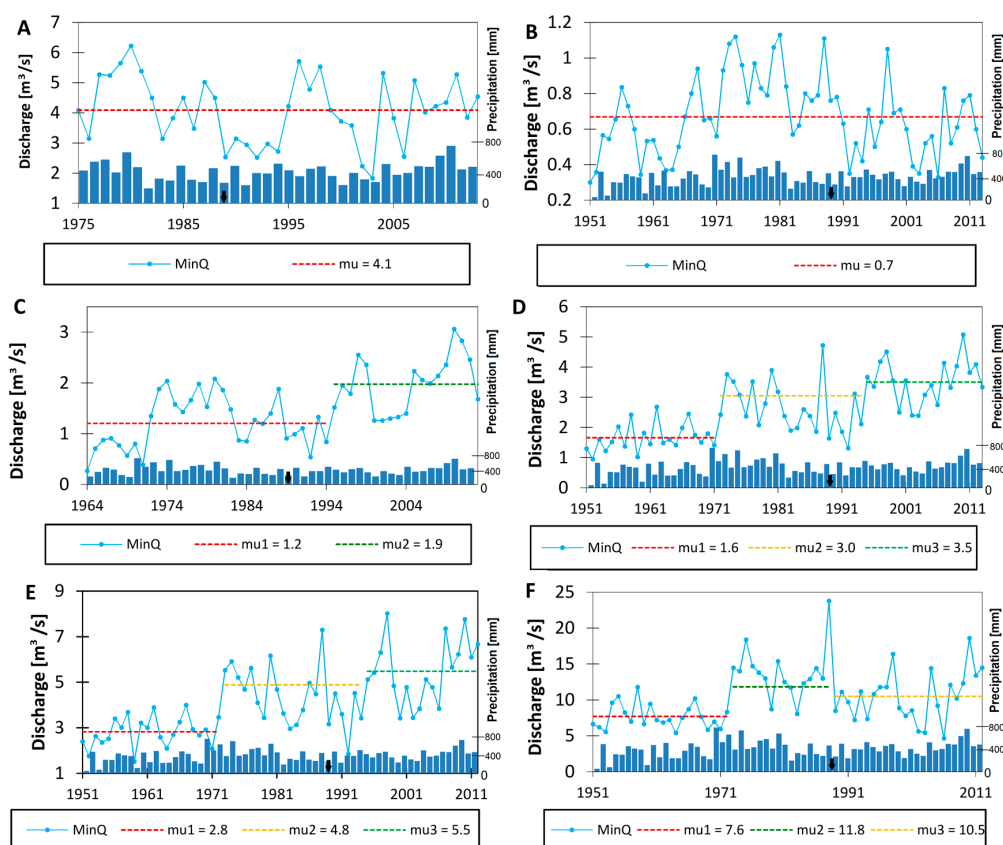 A
Discharge [m³ /s]
7
6
5
4
3
2
1
Precipitation [mm]
800
400
0
1975 1985 1995 2005
MinQ mu = 4.1
B
Discharge [m³ /s]
1.2
1
0.8
0.6
0.4
0.2
Precipitation [mm]
800
400
0
1951 1961 1971 1981 1991 2001 2011
MinQ mu = 0.7
C
Discharge [m³ /s]
3
2
1
0
Precipitation [mm]
800
400
0
1964 1974 1984 1994 2004
MinQ mu1 = 1.2 mu2 = 1.9
D
Discharge [m³ /s]
6
5
4
3
2
1
0
Precipitation [mm]
800
400
0
1951 1961 1971 1981 1991 2001 2011
MinQ mu1 = 1.6 mu2 = 3.0 mu3 = 3.5
E
Discharge [m³ /s]
9
7
5
3
1
Precipitation [mm]
800
400
0
1951 1961 1971 1981 1991 2001 2011
MinQ mu1 = 2.8 mu2 = 4.8 mu3 = 5.5
F
Discharge [m³ /s]
25
20
15
10
5
0
Precipitation [mm]
800
400
0
1951 1971 1991 2011
MinQ mu1 = 7.6 mu2 = 11.8 mu3 = 10.5